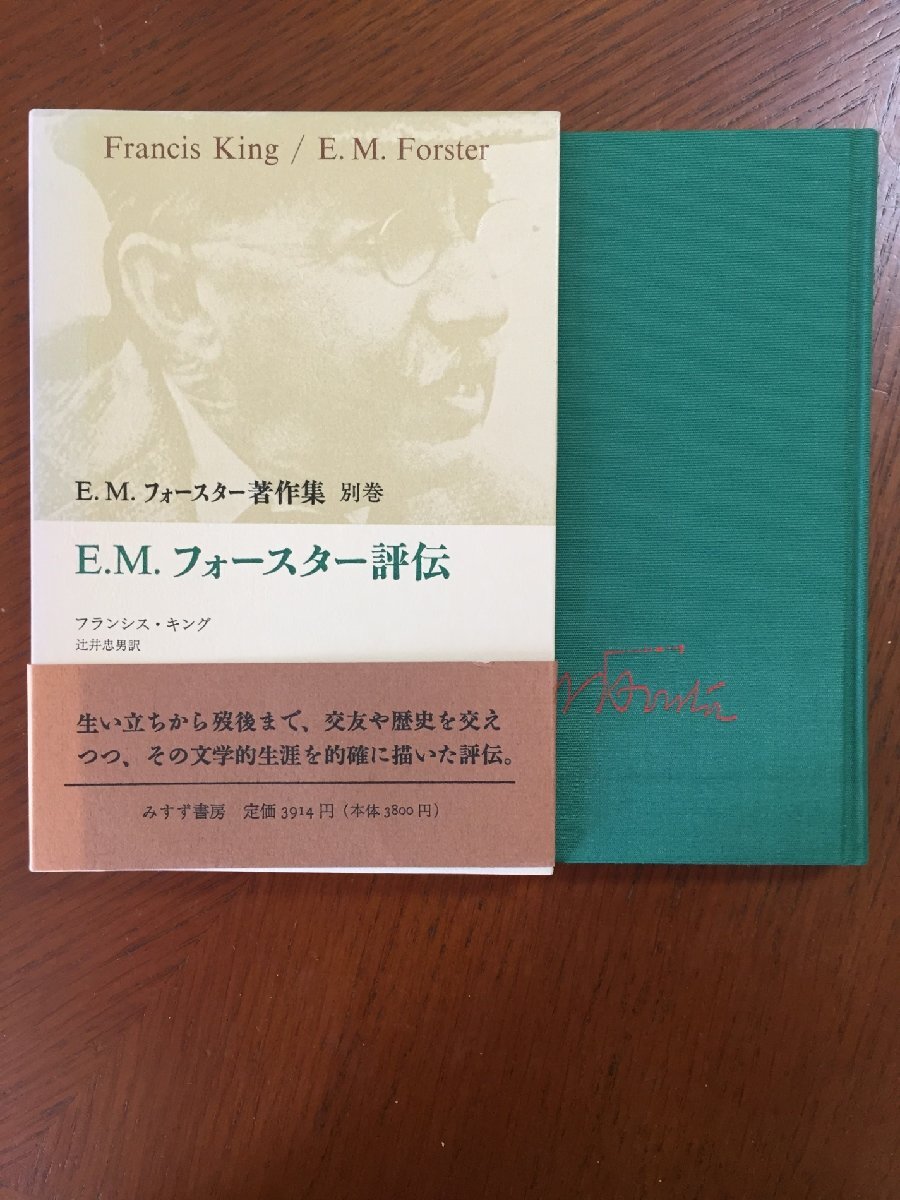 Francis King / E. M. Forster
E. M. フォースター著作集 別巻
E.M. フォースター評伝
フランシス・キング
辻井忠男訳
生い立ちから歿後まで、交友や歴史を交え
つつ、その文学的生涯を的確に描いた評伝。
みすず書房 定価 3914 円 (本体 3800 円)